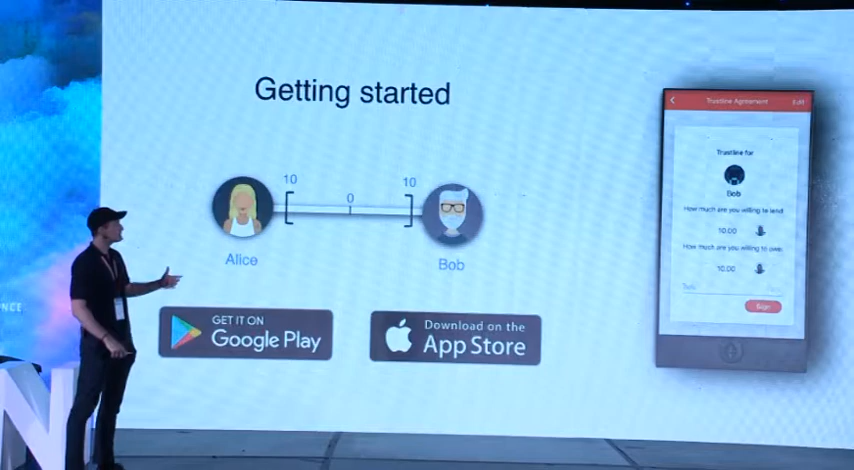 Getting started
10
0
10
Alice
Bob
GET IT ON
Google Play
Download on the
App Store
Trustline Agreement
Edit
Trustline for
Bob
How much are you willing to lend
10.00
How much are you willing to owe
10.00
Sign
NCE
N